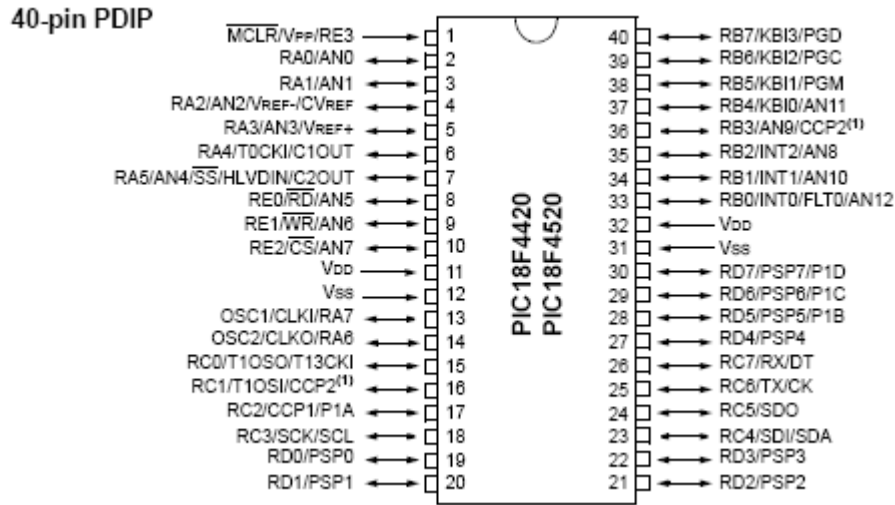 40-pin PDIP
MCLR/VPP/RE3 1
RA0/AN0 2
RA1/AN1 3
RA2/AN2/VREF-/CVREF 4
RA3/AN3/VREF+ 5
RA4/T0CKI/C1OUT 6
RA5/AN4/SS/HLVDIN/C2OUT 7
RE0/RD/AN5 8
RE1/WR/AN6 9
RE2/CS/AN7 10
VDD 11
VSS 12
OSC1/CLKI/RA7 13
OSC2/CLKO/RA6 14
RC0/T1OSO/T13CKI 15
RC1/T1OSI/CCP2(1) 16
RC2/CCP1/P1A 17
RC3/SCK/SCL 18
RD0/PSP0 19
RD1/PSP1 20
PIC18F4420
PIC18F4520
40 RB7/KBI3/PGD
39 RB6/KBI2/PGC
38 RB5/KBI1/PGM
37 RB4/KBI0/AN11
36 RB3/AN9/CCP2(1)
35 RB2/INT2/AN8
34 RB1/INT1/AN10
33 RB0/INT0/FLT0/AN12
32 VDD
31 VSS
30 RD7/PSP7/P1D
29 RD6/PSP6/P1C
28 RD5/PSP5/P1B
27 RD4/PSP4
26 RC7/RX/DT
25 RC6/TX/CK
24 RC5/SDO
23 RC4/SDI/SDA
22 RD3/PSP3
21 RD2/PSP2